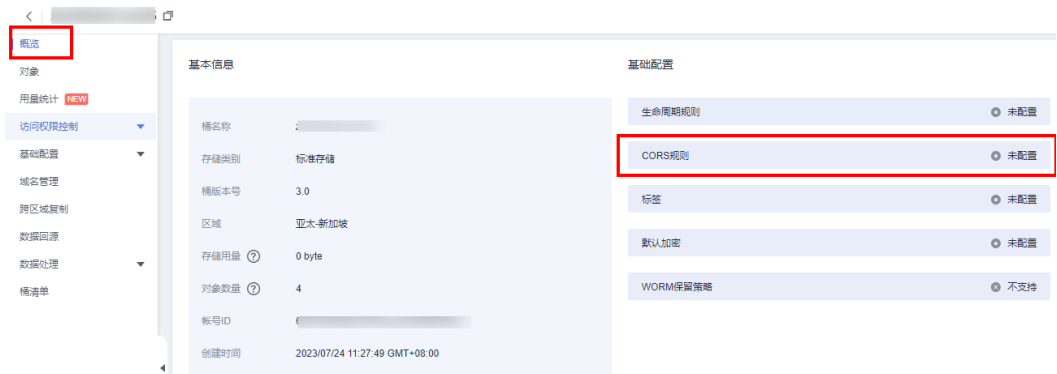 概览
对象
用量统计 NEW
访问权限控制
基础配置
域名管理
跨区域复制
数据回源
数据处理
桶清单
基本信息
桶名称
存储类别 标准存储
桶版本号 3.0
区域 亚太-新加坡
存储用量 ? 0 byte
对象数量 ? 4
帐号ID
创建时间 2023/07/24 11:27:49 GMT+08:00
基础配置
生命周期规则 未配置
CORS规则 未配置
标签 未配置
默认加密 未配置
WORM保留策略 不支持